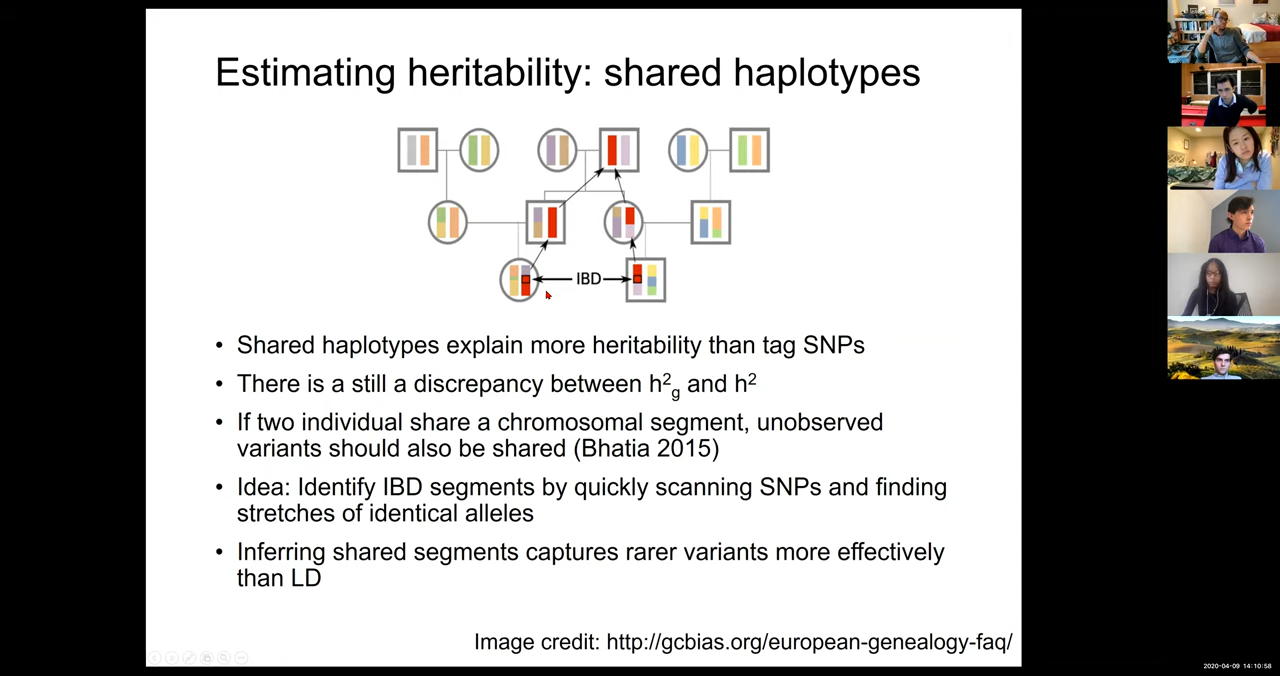 Estimating heritability: shared haplotypes
IBD
• Shared haplotypes explain more heritability than tag SNPs
• There is a still a discrepancy between h²g and h²
• If two individual share a chromosomal segment, unobserved
variants should also be shared (Bhatia 2015)
• Idea: Identify IBD segments by quickly scanning SNPs and finding
stretches of identical alleles
• Inferring shared segments captures rarer variants more effectively
than LD
Image credit: http://gcbias.org/european-genealogy-faq/
2020-04-09 14:10:58